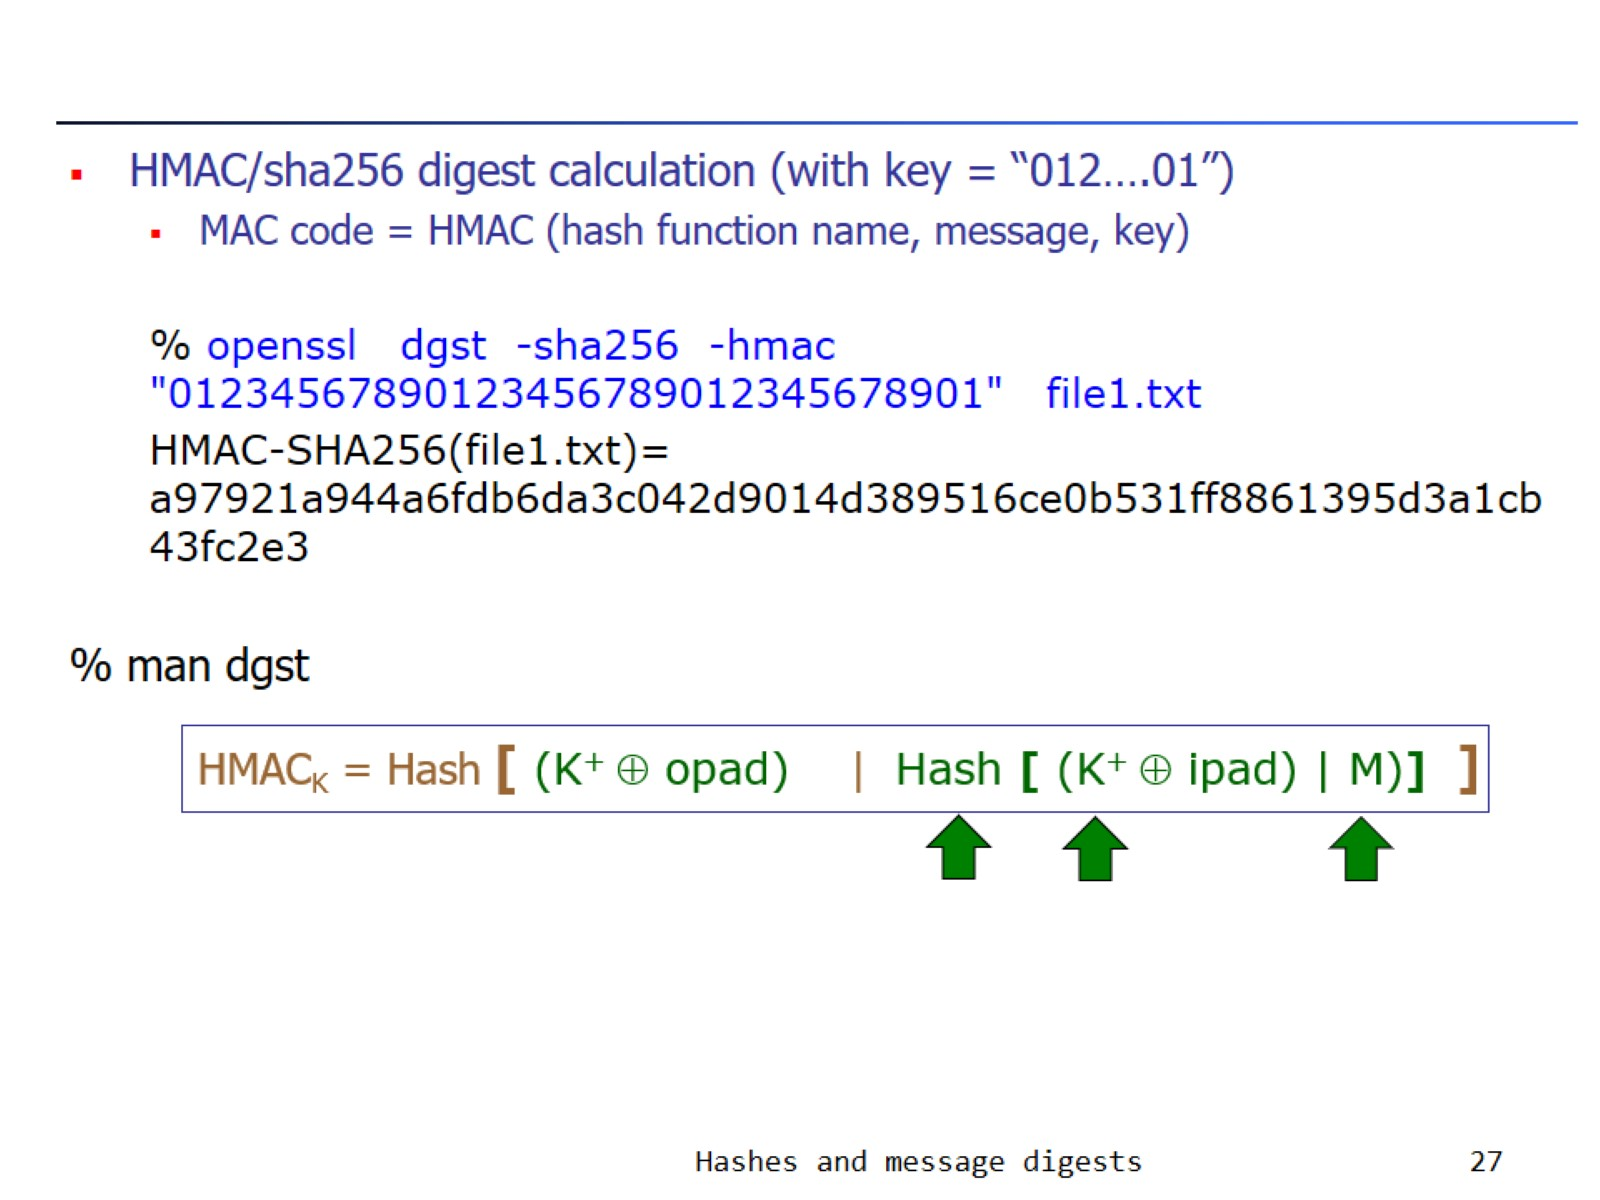 HMAC/sha256 digest calculation (with key = “012….01”)
MAC code = HMAC (hash function name, message, key)
% openssl dgst -sha256 -hmac
"01234567890123456789012345678901" file1.txt
HMAC-SHA256(file1.txt)=
a97921a944a6fdb6da3c042d9014d389516ce0b531ff8861395d3a1cb
43fc2e3
% man dgst
HMACK = Hash [ (K+ ⊕ opad) | Hash [ (K+ ⊕ ipad) | M)] ]
Hashes and message digests 27